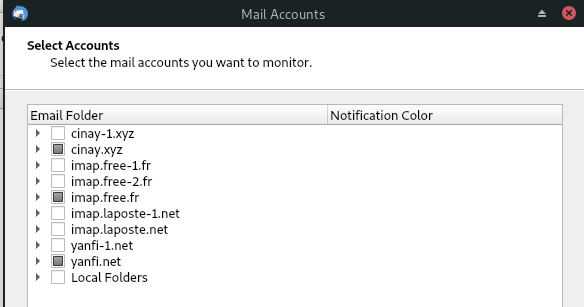 Mail Accounts
Select Accounts
Select the mail accounts you want to monitor.
Email Folder Notification Color
cinay-1.xyz
cinay.xyz
imap.free-1.fr
imap.free-2.fr
imap.free.fr
imap.laposte-1.net
imap.laposte.net
yanfi-1.net
yanfi.net
Local Folders